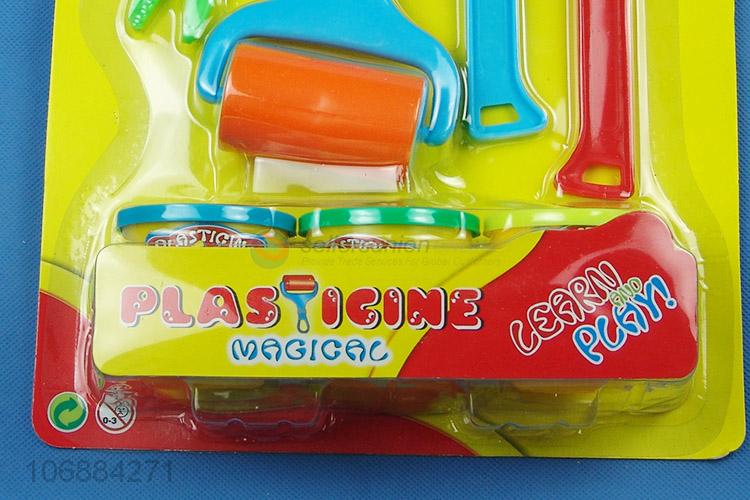 PLASTICINE
MAGICAL
LEARN
AND
PLAY!
0-3
106884271